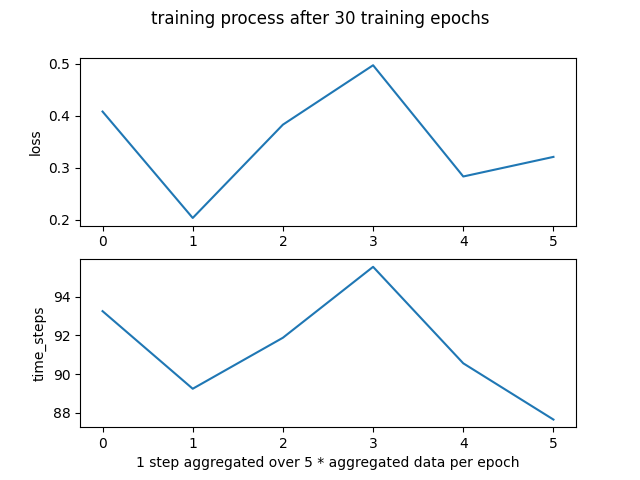 training process after 30 training epochs
0.5
0.4
0.3
0.2
loss
0 1 2 3 4 5
94
92
90
88
time_steps
0 1 2 3 4 5
1 step aggregated over 5 * aggregated data per epoch